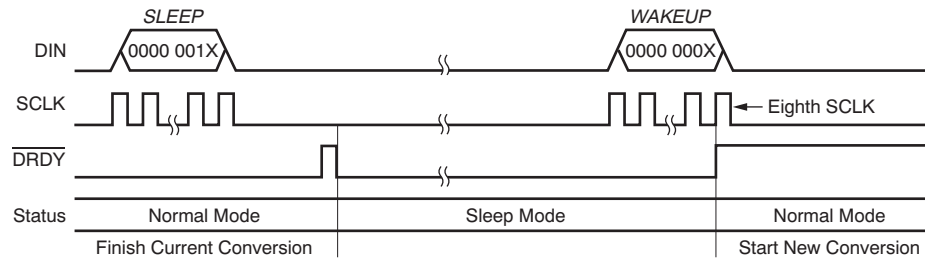 SLEEP WAKEUP
DIN 0000 001X 0000 000X
SCLK Eighth SCLK
DRDY
Status Normal Mode Sleep Mode Normal Mode
Finish Current Conversion Start New Conversion